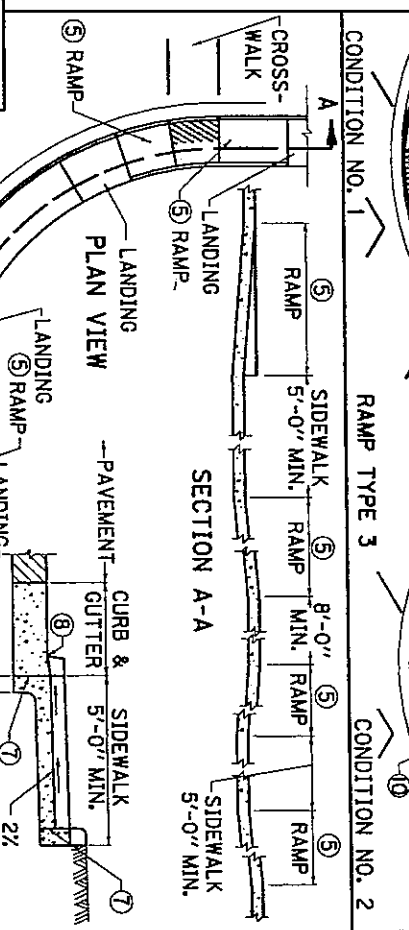 CONDITION NO. 1
RAMP TYPE 3
CONDITION NO. 2
⑩
A
CROSS-
WALK
⑤ RAMP
LANDING
⑤ RAMP
LANDING
PLAN VIEW
LANDING
⑤ RAMP
LANDING
⑤
RAMP
SIDEWALK
5'-0" MIN.
⑤
RAMP
8'-0"
MIN.
⑤
RAMP
⑤
RAMP
SIDEWALK
5'-0" MIN.
SECTION A-A
PAVEMENT
CURB &
GUTTER
SIDEWALK
5'-0" MIN.
⑧
⑦
2%
⑦